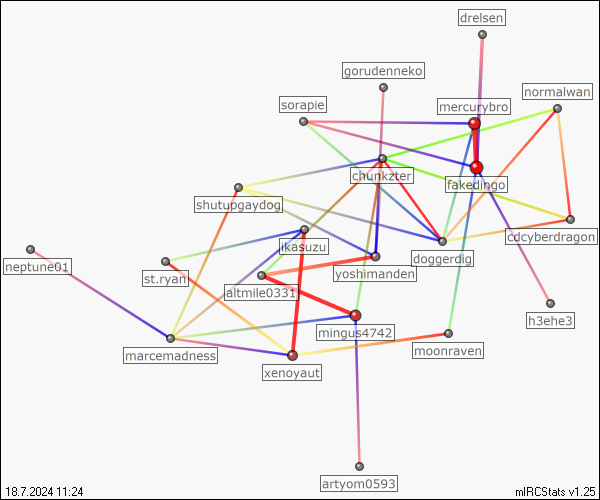 drelsen
gorudenneko
normalwan
sorapie
mercurybro
chunkzter
fakedingo
shutupgaydog
cdcyberdragon
ikasuzu
doggerdig
neptune01
st.ryan
yoshimanden
altmile0331
h3ehe3
mingus4742
marcemadness
moonraven
xenoyaut
artyom0593
18.7.2024 11:24
mIRCStats v1.25